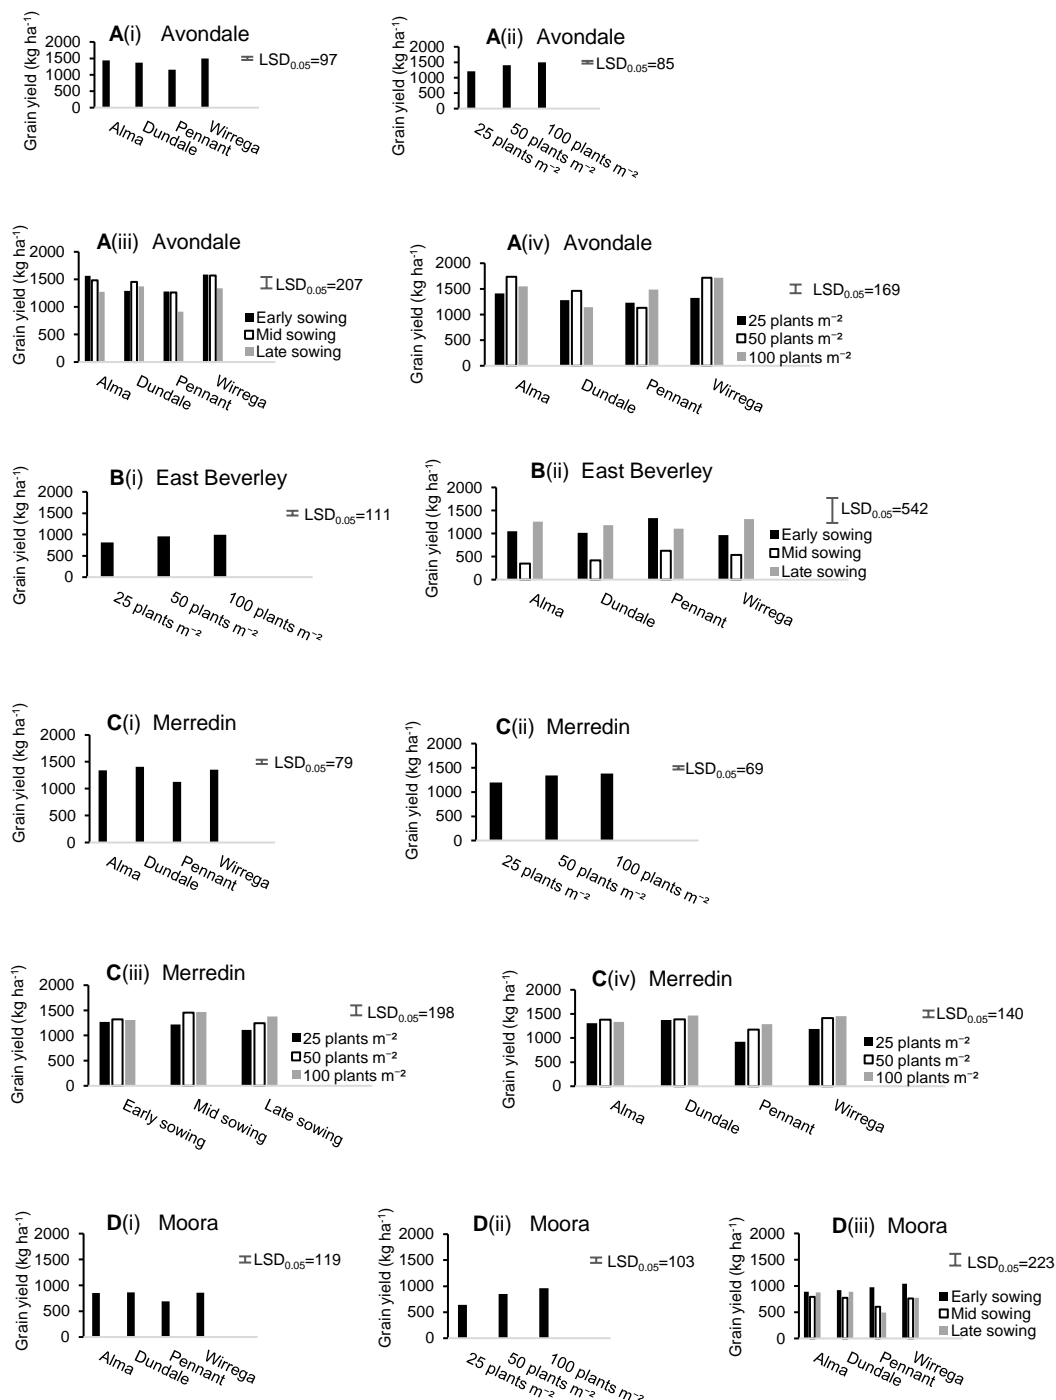 A(i) Avondale
Grain yield (kg ha⁻¹)
2000
1500
1000
500
0
LSD₀.₀₅=97
Alma
Dundale
Pennant
Wirrega
A(ii) Avondale
Grain yield (kg ha⁻¹)
2000
1500
1000
500
0
LSD₀.₀₅=85
25 plants m⁻²
50 plants m⁻²
100 plants m⁻²
A(iii) Avondale
Grain yield (kg ha⁻¹)
2000
1500
1000
500
0
LSD₀.₀₅=207
Early sowing
Mid sowing
Late sowing
Alma
Dundale
Pennant
Wirrega
A(iv) Avondale
Grain yield (kg ha⁻¹)
2000
1500
1000
500
0
LSD₀.₀₅=169
25 plants m⁻²
50 plants m⁻²
100 plants m⁻²
Alma
Dundale
Pennant
Wirrega
B(i) East Beverley
Grain yield (kg ha⁻¹)
2000
1500
1000
500
0
LSD₀.₀₅=111
25 plants m⁻²
50 plants m⁻²
100 plants m⁻²
B(ii) East Beverley
Grain yield (kg ha⁻¹)
2000
1500
1000
500
0
LSD₀.₀₅=542
Early sowing
Mid sowing
Late sowing
Alma
Dundale
Pennant
Wirrega
C(i) Merredin
Grain yield (kg ha⁻¹)
2000
1500
1000
500
0
LSD₀.₀₅=79
Alma
Dundale
Pennant
Wirrega
C(ii) Merredin
Grain yield (kg ha⁻¹)
2000
1500
1000
500
0
LSD₀.₀₅=69
25 plants m⁻²
50 plants m⁻²
100 plants m⁻²
C(iii) Merredin
Grain yield (kg ha⁻¹)
2000
1500
1000
500
0
LSD₀.₀₅=198
25 plants m⁻²
50 plants m⁻²
100 plants m⁻²
Early sowing
Mid sowing
Late sowing
C(iv) Merredin
Grain yield (kg ha⁻¹)
2000
1500
1000
500
0
LSD₀.₀₅=140
25 plants m⁻²
50 plants m⁻²
100 plants m⁻²
Alma
Dundale
Pennant
Wirrega
D(i) Moora
Grain yield (kg ha⁻¹)
2000
1500
1000
500
0
LSD₀.₀₅=119
Alma
Dundale
Pennant
Wirrega
D(ii) Moora
Grain yield (kg ha⁻¹)
2000
1500
1000
500
0
LSD₀.₀₅=103
25 plants m⁻²
50 plants m⁻²
100 plants m⁻²
D(iii) Moora
Grain yield (kg ha⁻¹)
2000
1500
1000
500
0
LSD₀.₀₅=223
Early sowing
Mid sowing
Late sowing
Alma
Dundale
Pennant
Wirrega